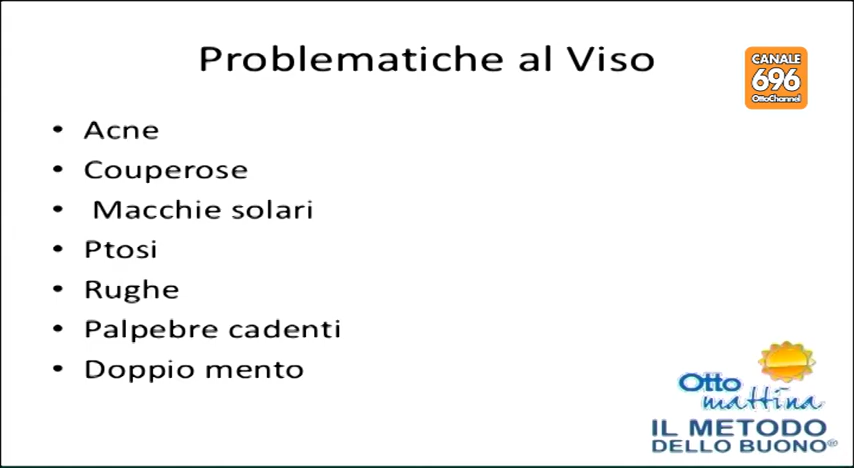 Problematiche al Viso
CANALE
696
OttoChannel
• Acne
• Couperose
• Macchie solari
• Ptosi
• Rughe
• Palpebre cadenti
• Doppio mento
Otto
mattina
IL METODO
DELLO BUONO®